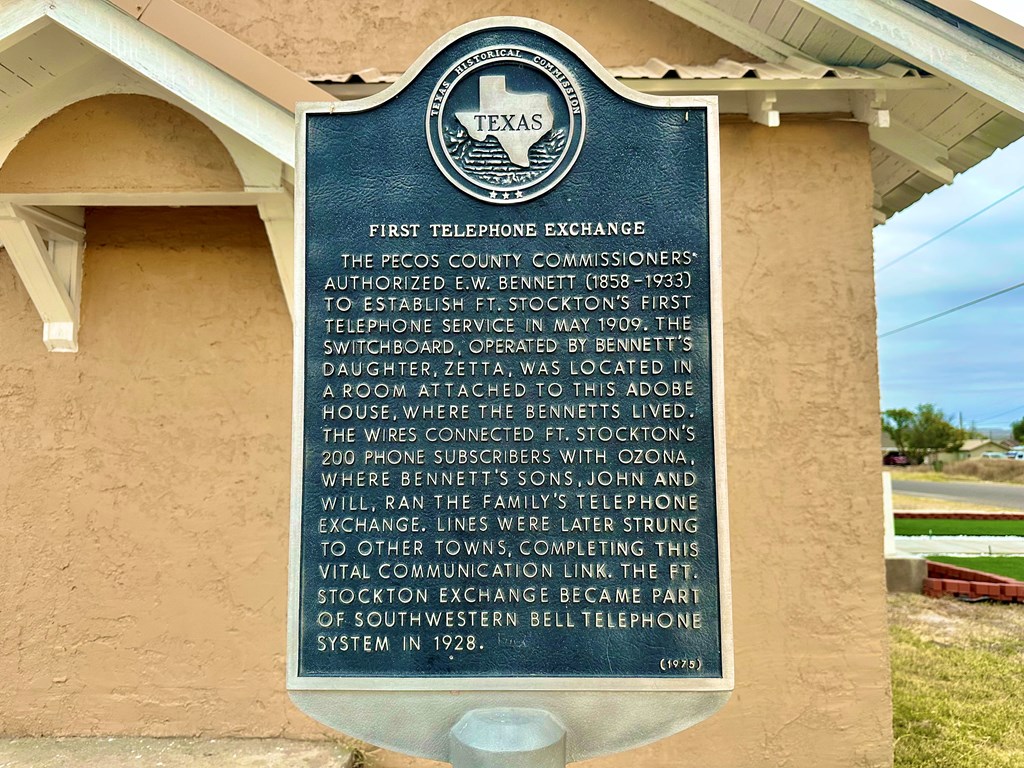 TEXAS HISTORICAL COMMISSION
TEXAS
FIRST TELEPHONE EXCHANGE
THE PECOS COUNTY COMMISSIONERS
AUTHORIZED E.W. BENNETT (1858-1933)
TO ESTABLISH FT. STOCKTON'S FIRST
TELEPHONE SERVICE IN MAY 1909. THE
SWITCHBOARD, OPERATED BY BENNETT'S
DAUGHTER, ZETTA, WAS LOCATED IN
A ROOM ATTACHED TO THIS ADOBE
HOUSE, WHERE THE BENNETTS LIVED.
THE WIRES CONNECTED FT. STOCKTON'S
200 PHONE SUBSCRIBERS WITH OZONA,
WHERE BENNETT'S SONS, JOHN AND
WILL, RAN THE FAMILY'S TELEPHONE
EXCHANGE. LINES WERE LATER STRUNG
TO OTHER TOWNS, COMPLETING THIS
VITAL COMMUNICATION LINK. THE FT.
STOCKTON EXCHANGE BECAME PART
OF SOUTHWESTERN BELL TELEPHONE
SYSTEM IN 1928.
(1975)